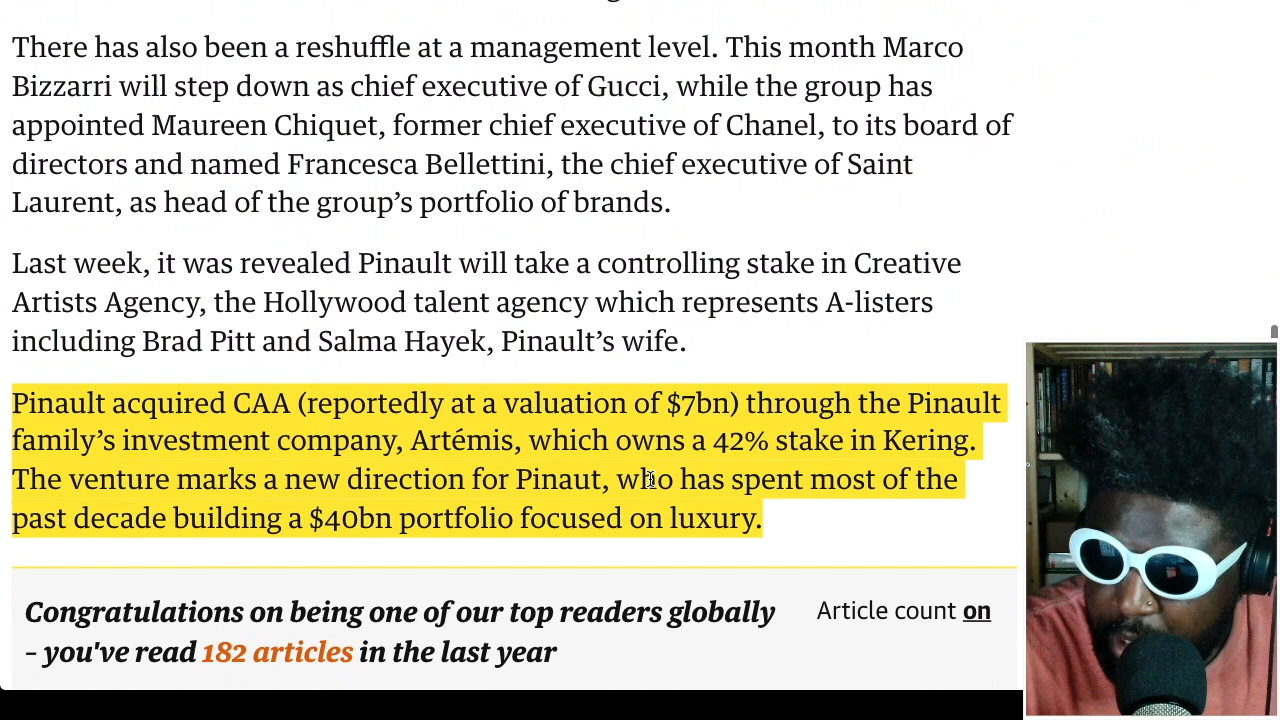 There has also been a reshuffle at a management level. This month Marco
Bizzarri will step down as chief executive of Gucci, while the group has
appointed Maureen Chiquet, former chief executive of Chanel, to its board of
directors and named Francesca Bellettini, the chief executive of Saint
Laurent, as head of the group’s portfolio of brands.
Last week, it was revealed Pinault will take a controlling stake in Creative
Artists Agency, the Hollywood talent agency which represents A-listers
including Brad Pitt and Salma Hayek, Pinault’s wife.
Pinault acquired CAA (reportedly at a valuation of $7bn) through the Pinault
family’s investment company, Artémis, which owns a 42% stake in Kering.
The venture marks a new direction for Pinaut, who has spent most of the
past decade building a $40bn portfolio focused on luxury.
Congratulations on being one of our top readers globally
– you've read 182 articles in the last year
Article count on